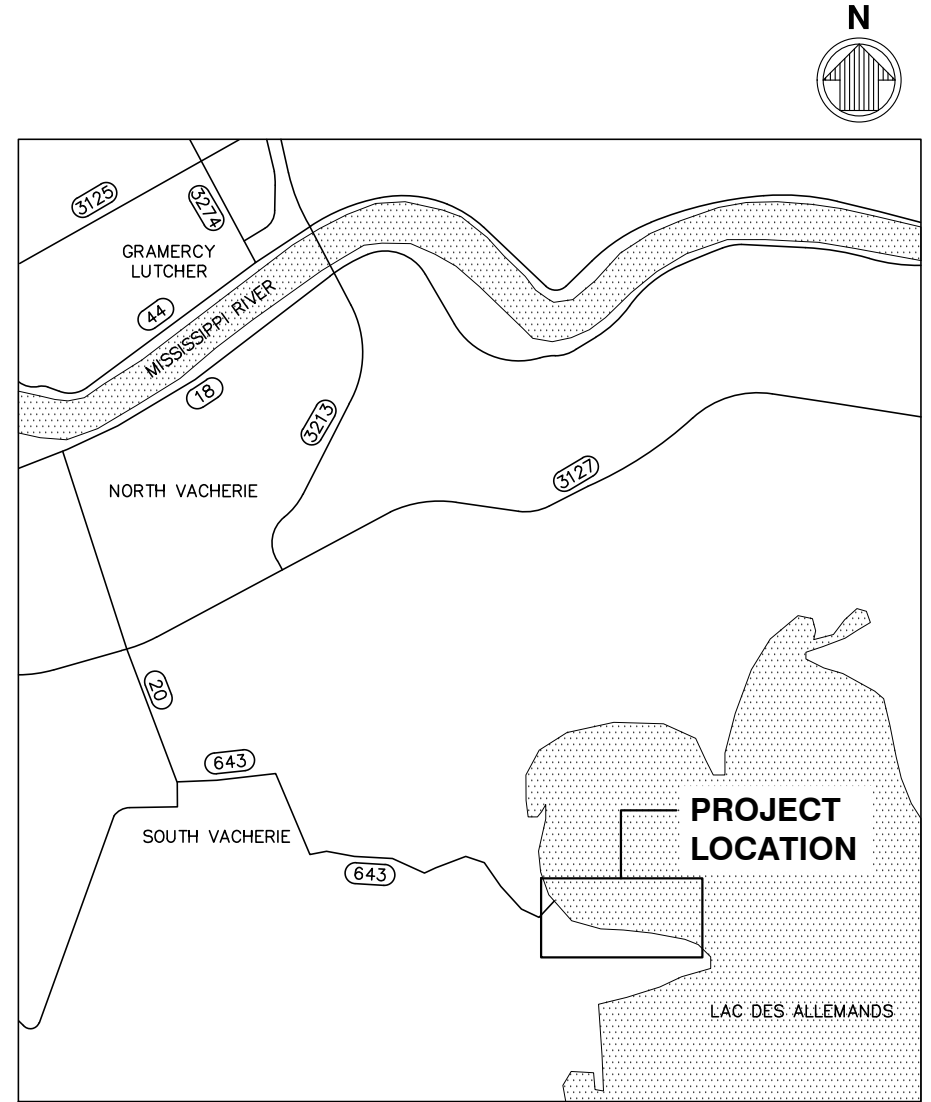 N
3125
3274
GRAMERCY
LUTCHER
44
MISSISSIPPI RIVER
18
3213
3127
NORTH VACHERIE
20
643
PROJECT
LOCATION
SOUTH VACHERIE
643
LAC DES ALLEMANDS